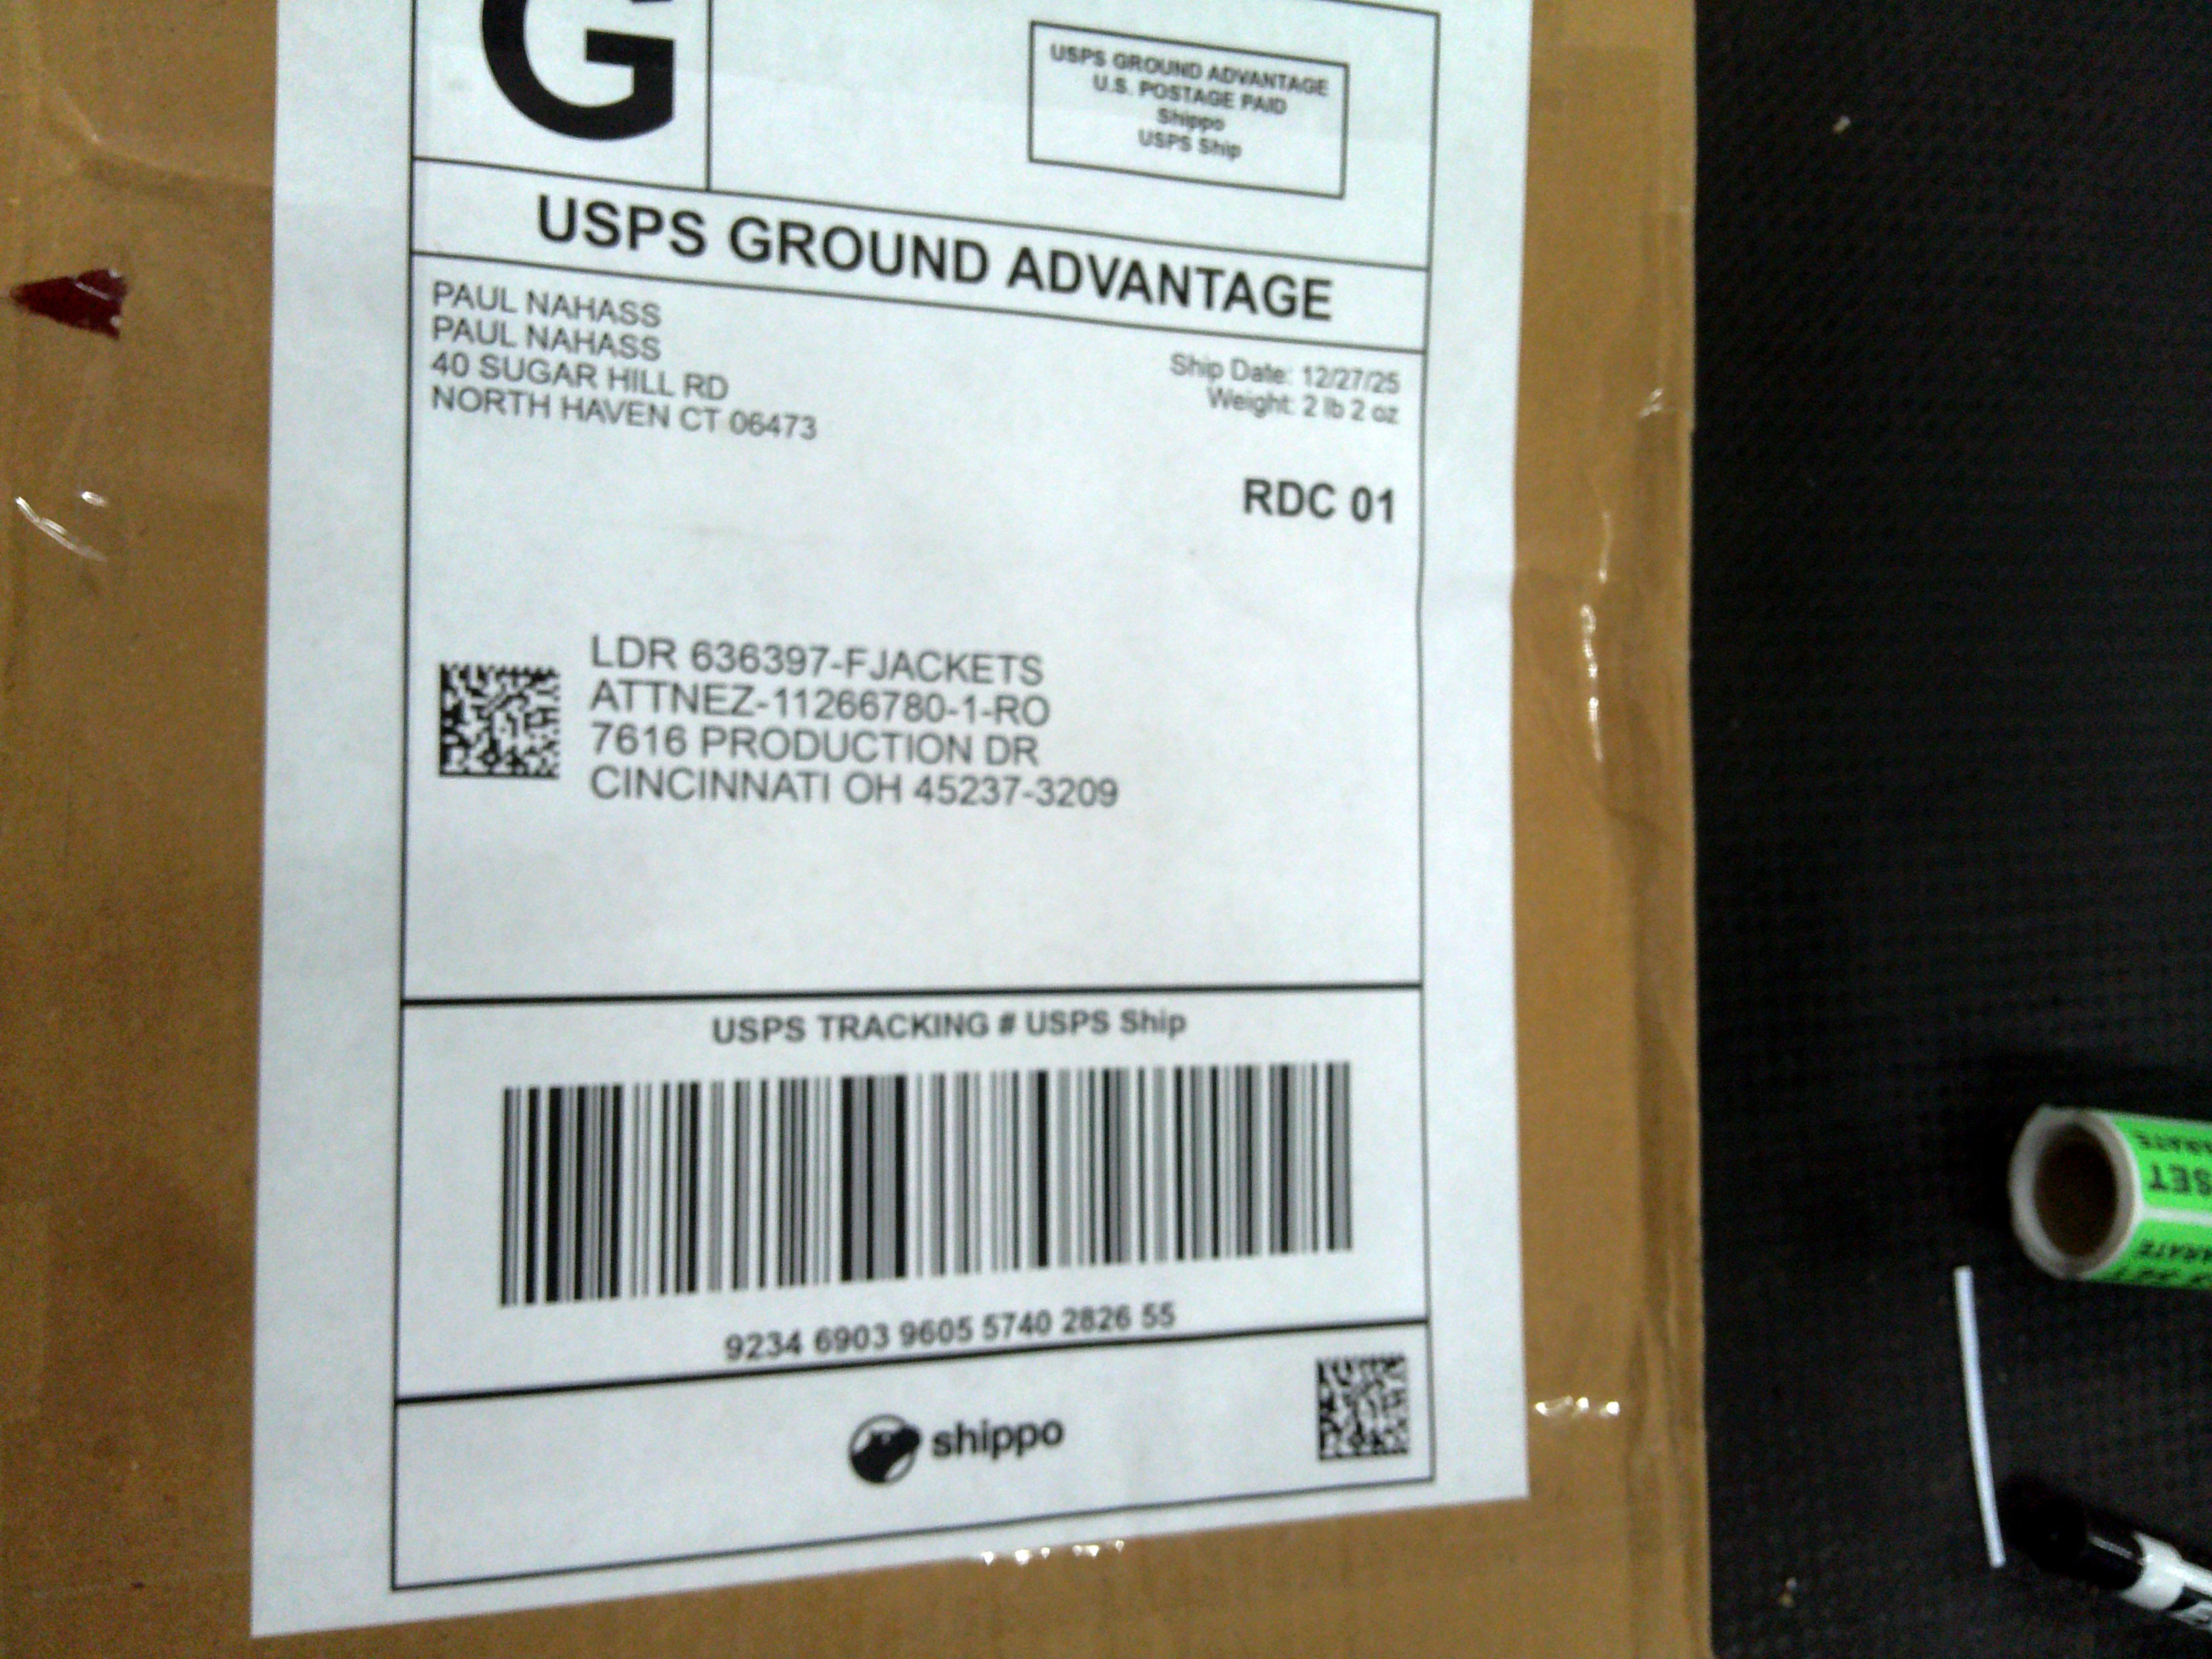 G
USPS GROUND ADVANTAGE
U.S. POSTAGE PAID
Shippo
USPS Ship
USPS GROUND ADVANTAGE
PAUL NAHASS
PAUL NAHASS
40 SUGAR HILL RD
NORTH HAVEN CT 06473
Ship Date: 12/27/25
Weight: 2 lb 2 oz
RDC 01
LDR 636397-FJACKETS
ATTNEZ-11266780-1-RO
7616 PRODUCTION DR
CINCINNATI OH 45237-3209
USPS TRACKING # USPS Ship
9234 6903 9605 5740 2826 55
shippo
SET